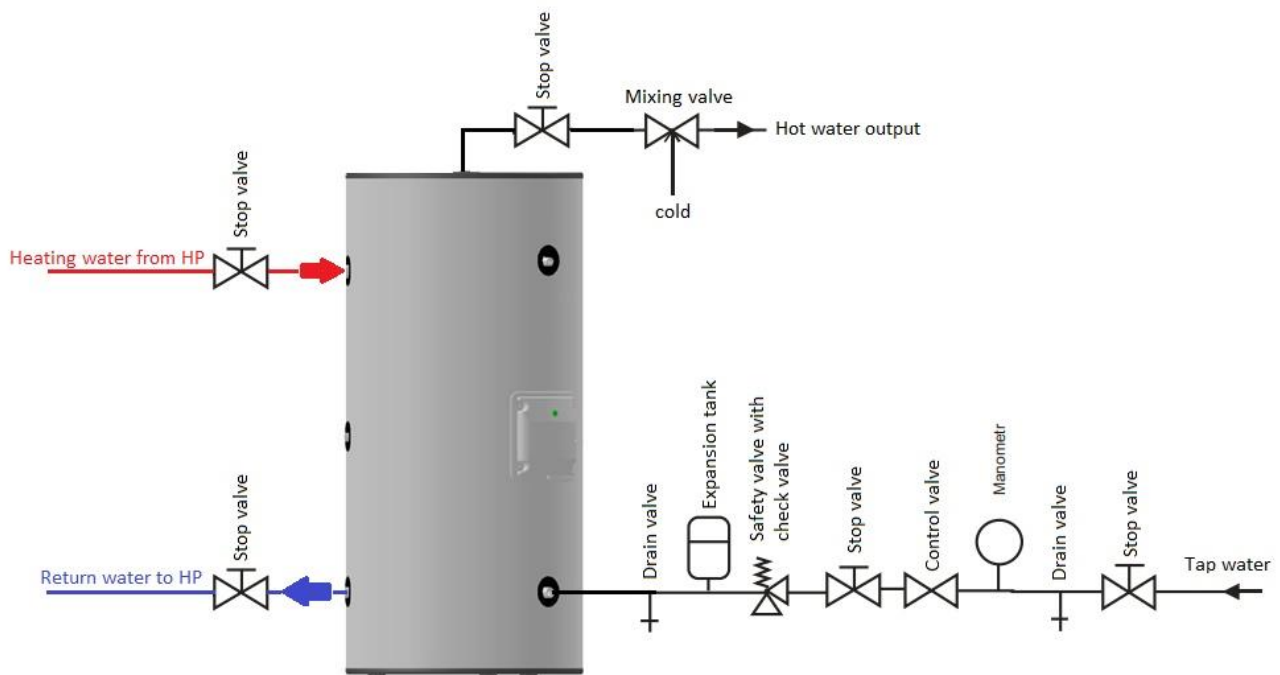 Stop valve
Mixing valve
Hot water output
cold
Stop valve
Heating water from HP
Stop valve
Return water to HP
Drain valve
Expansion tank
Safety valve with
check valve
Stop valve
Control valve
Manometr
Drain valve
Stop valve
Tap water